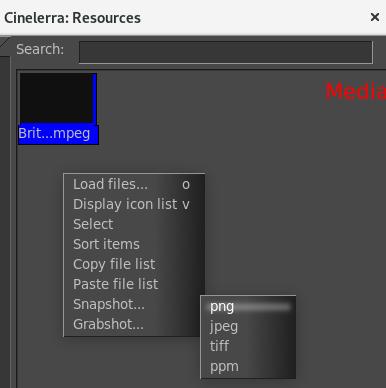 Cinelerra: Resources ×
Search:
Media
Brit...mpeg
Load files... o
Display icon list v
Select
Sort items
Copy file list
Paste file list
Snapshot...
Grabshot...
png
jpeg
tiff
ppm